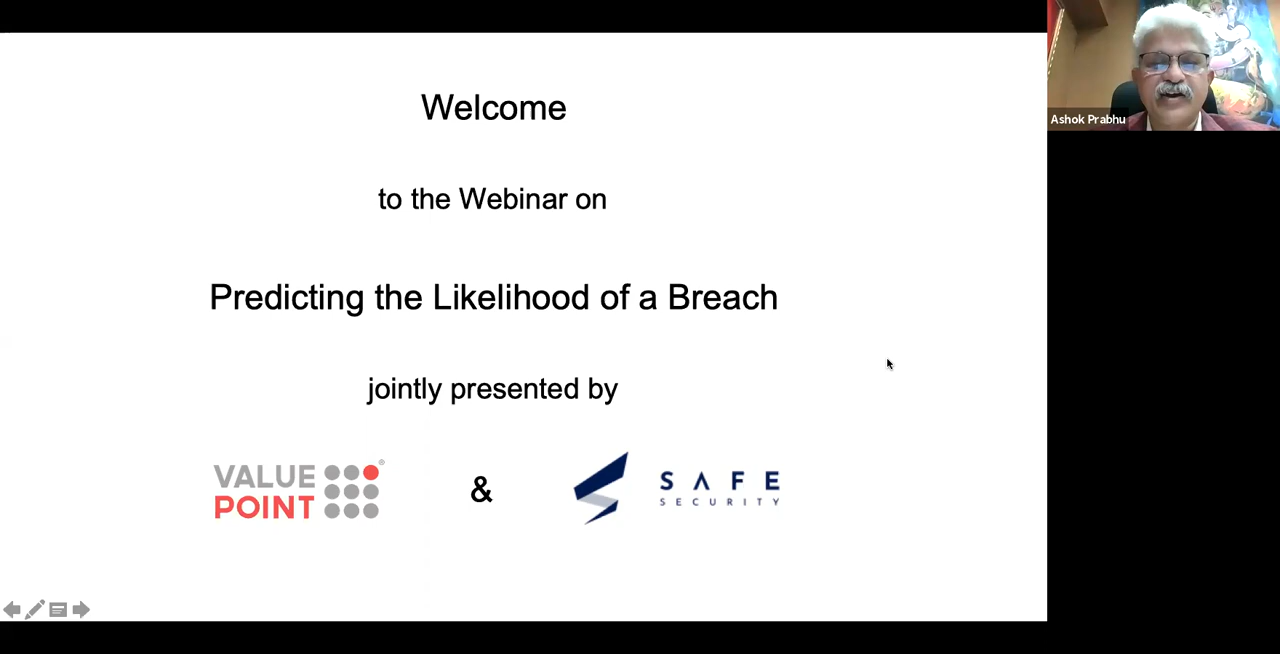 Welcome
to the Webinar on
Predicting the Likelihood of a Breach
jointly presented by
VALUE
POINT
®
&
SAFE
SECURITY
Ashok Prabhu